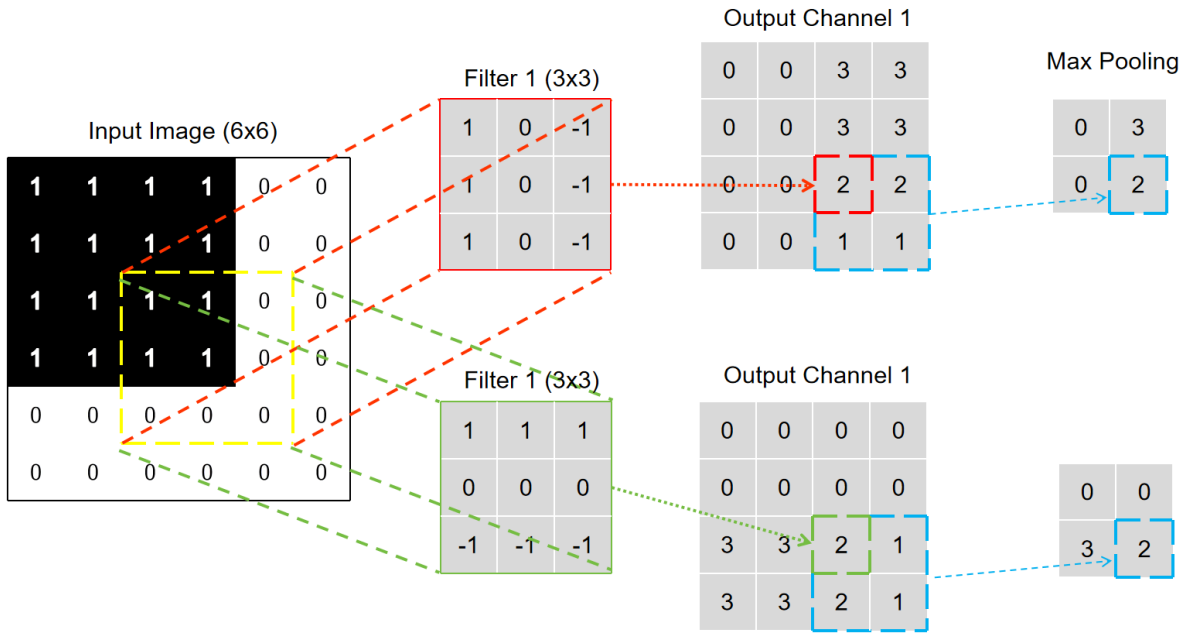 Input Image (6x6)
1 1 1 1 0 0
1 1 1 1 0 0
1 1 1 1 0 0
1 1 1 1 0 0
0 0 0 0 0 0
0 0 0 0 0 0
Filter 1 (3x3)
1 0 -1
1 0 -1
1 0 -1
Output Channel 1
0 0 3 3
0 0 3 3
0 0 2 2
0 0 1 1
Max Pooling
0 3
0 2
Filter 1 (3x3)
1 1 1
0 0 0
-1 -1 -1
Output Channel 1
0 0 0 0
0 0 0 0
3 3 2 1
3 3 2 1
0 0
3 2